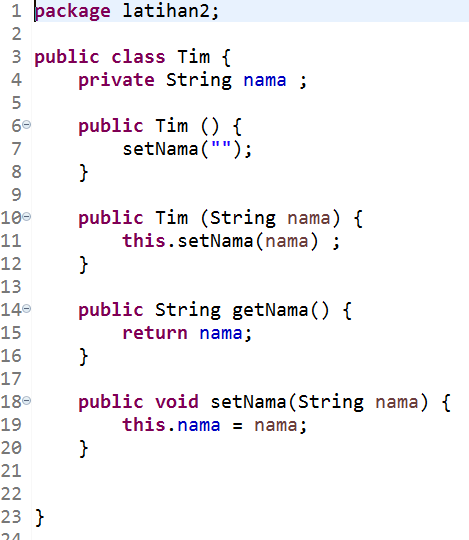 1 package latihan2;
2
3 public class Tim {
4     private String nama ;
5
6     public Tim () {
7         setNama("");
8     }
9
10     public Tim (String nama) {
11         this.setNama(nama) ;
12     }
13
14     public String getNama() {
15         return nama;
16     }
17
18     public void setNama(String nama) {
19         this.nama = nama;
20     }
21
22
23 }
24